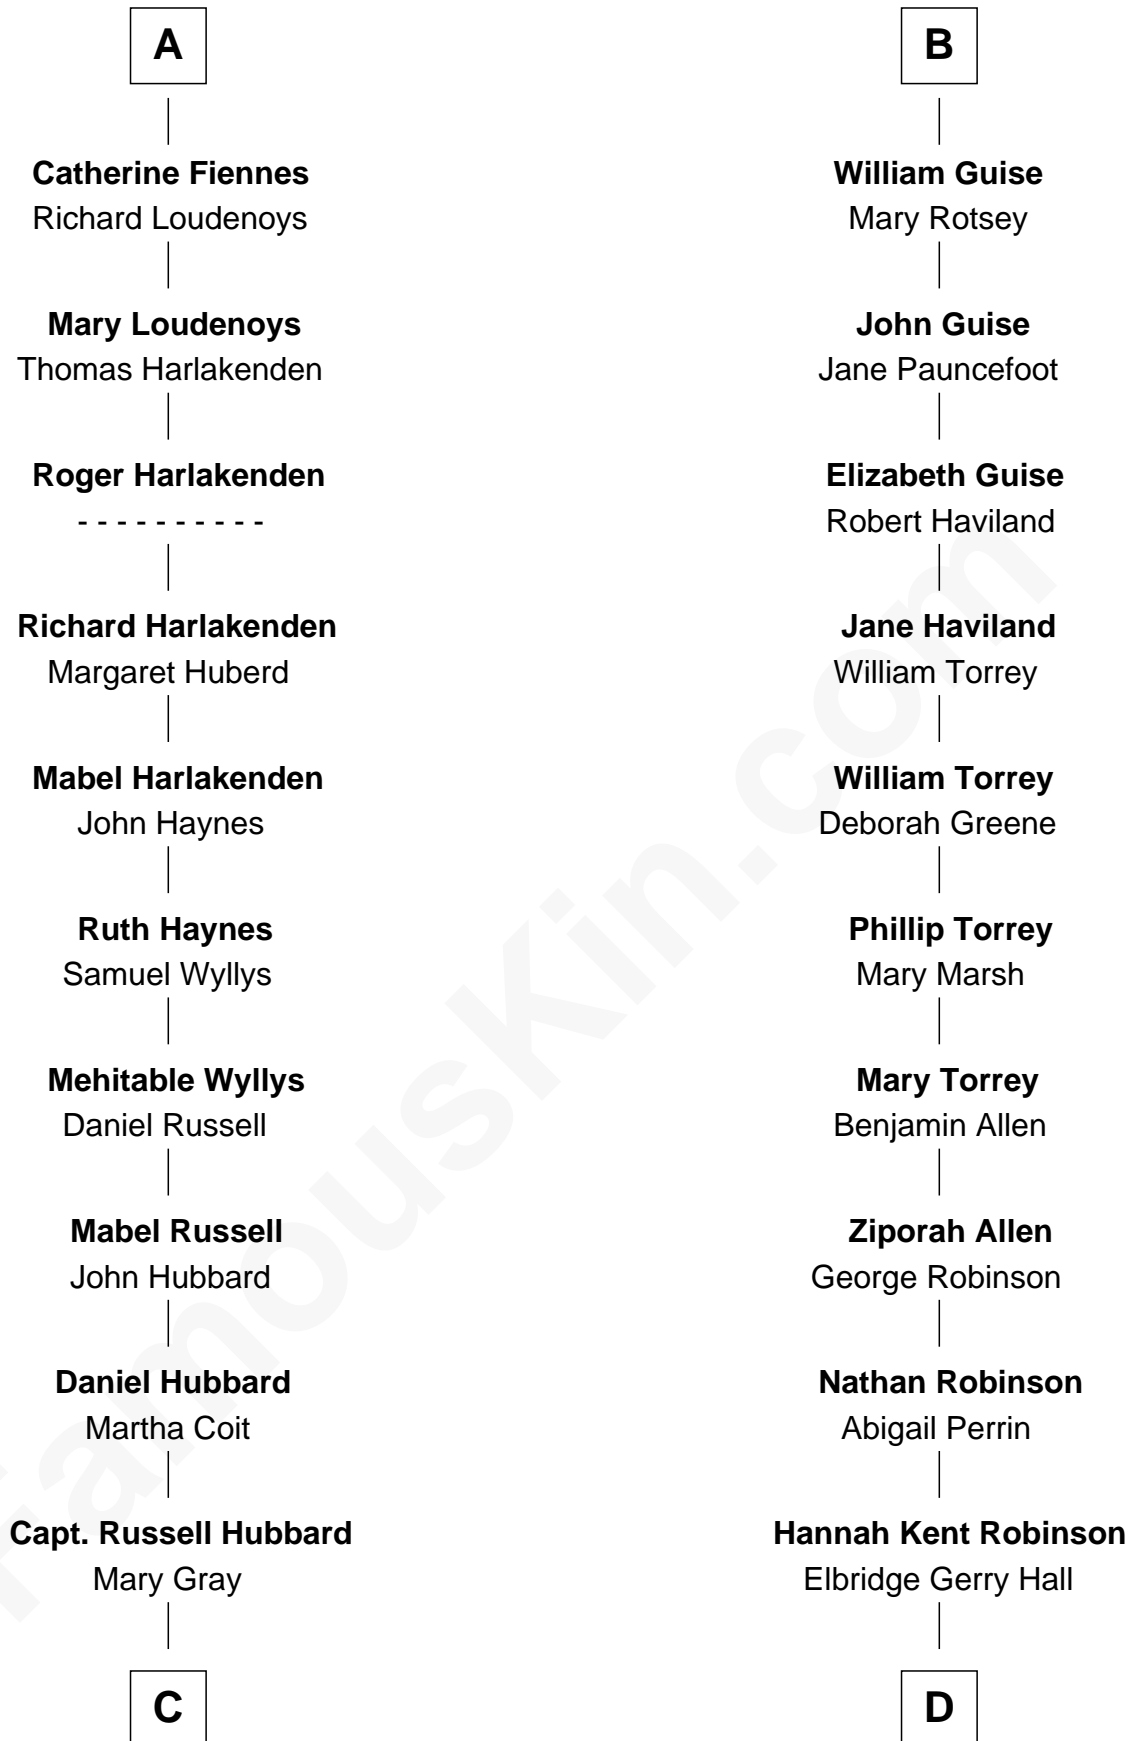 A
Catherine Fiennes
Richard Loudenoys
Mary Loudenoys
Thomas Harlakenden
Roger Harlakenden
- - - - - - - - - -
Richard Harlakenden
Margaret Huberd
Mabel Harlakenden
John Haynes
Ruth Haynes
Samuel Wyllys
Mehitable Wyllys
Daniel Russell
Mabel Russell
John Hubbard
Daniel Hubbard
Martha Coit
Capt. Russell Hubbard
Mary Gray
C
B
William Guise
Mary Rotsey
John Guise
Jane Pauncefoot
Elizabeth Guise
Robert Haviland
Jane Haviland
William Torrey
William Torrey
Deborah Greene
Phillip Torrey
Mary Marsh
Mary Torrey
Benjamin Allen
Ziporah Allen
George Robinson
Nathan Robinson
Abigail Perrin
Hannah Kent Robinson
Elbridge Gerry Hall
D
FamousKin.com